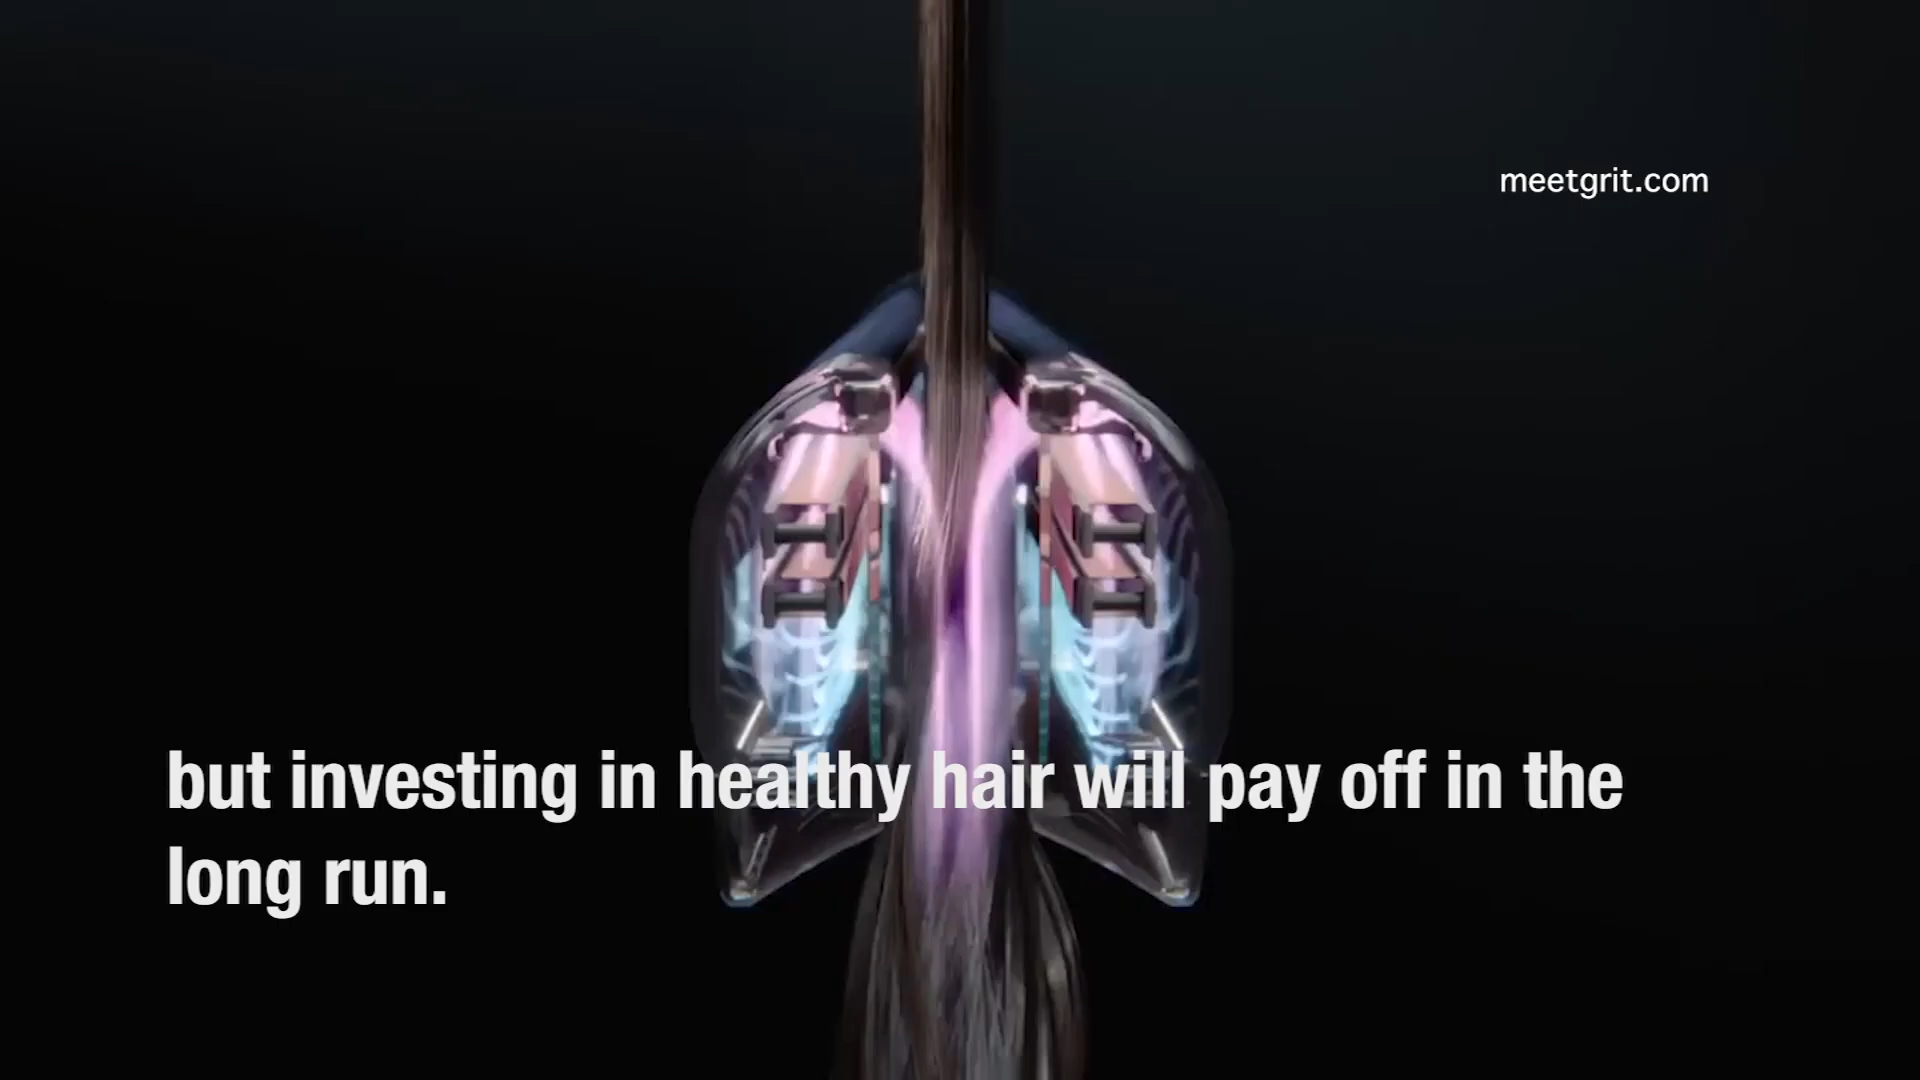 meetgrit.com
but investing in healthy hair will pay off in the
long run.